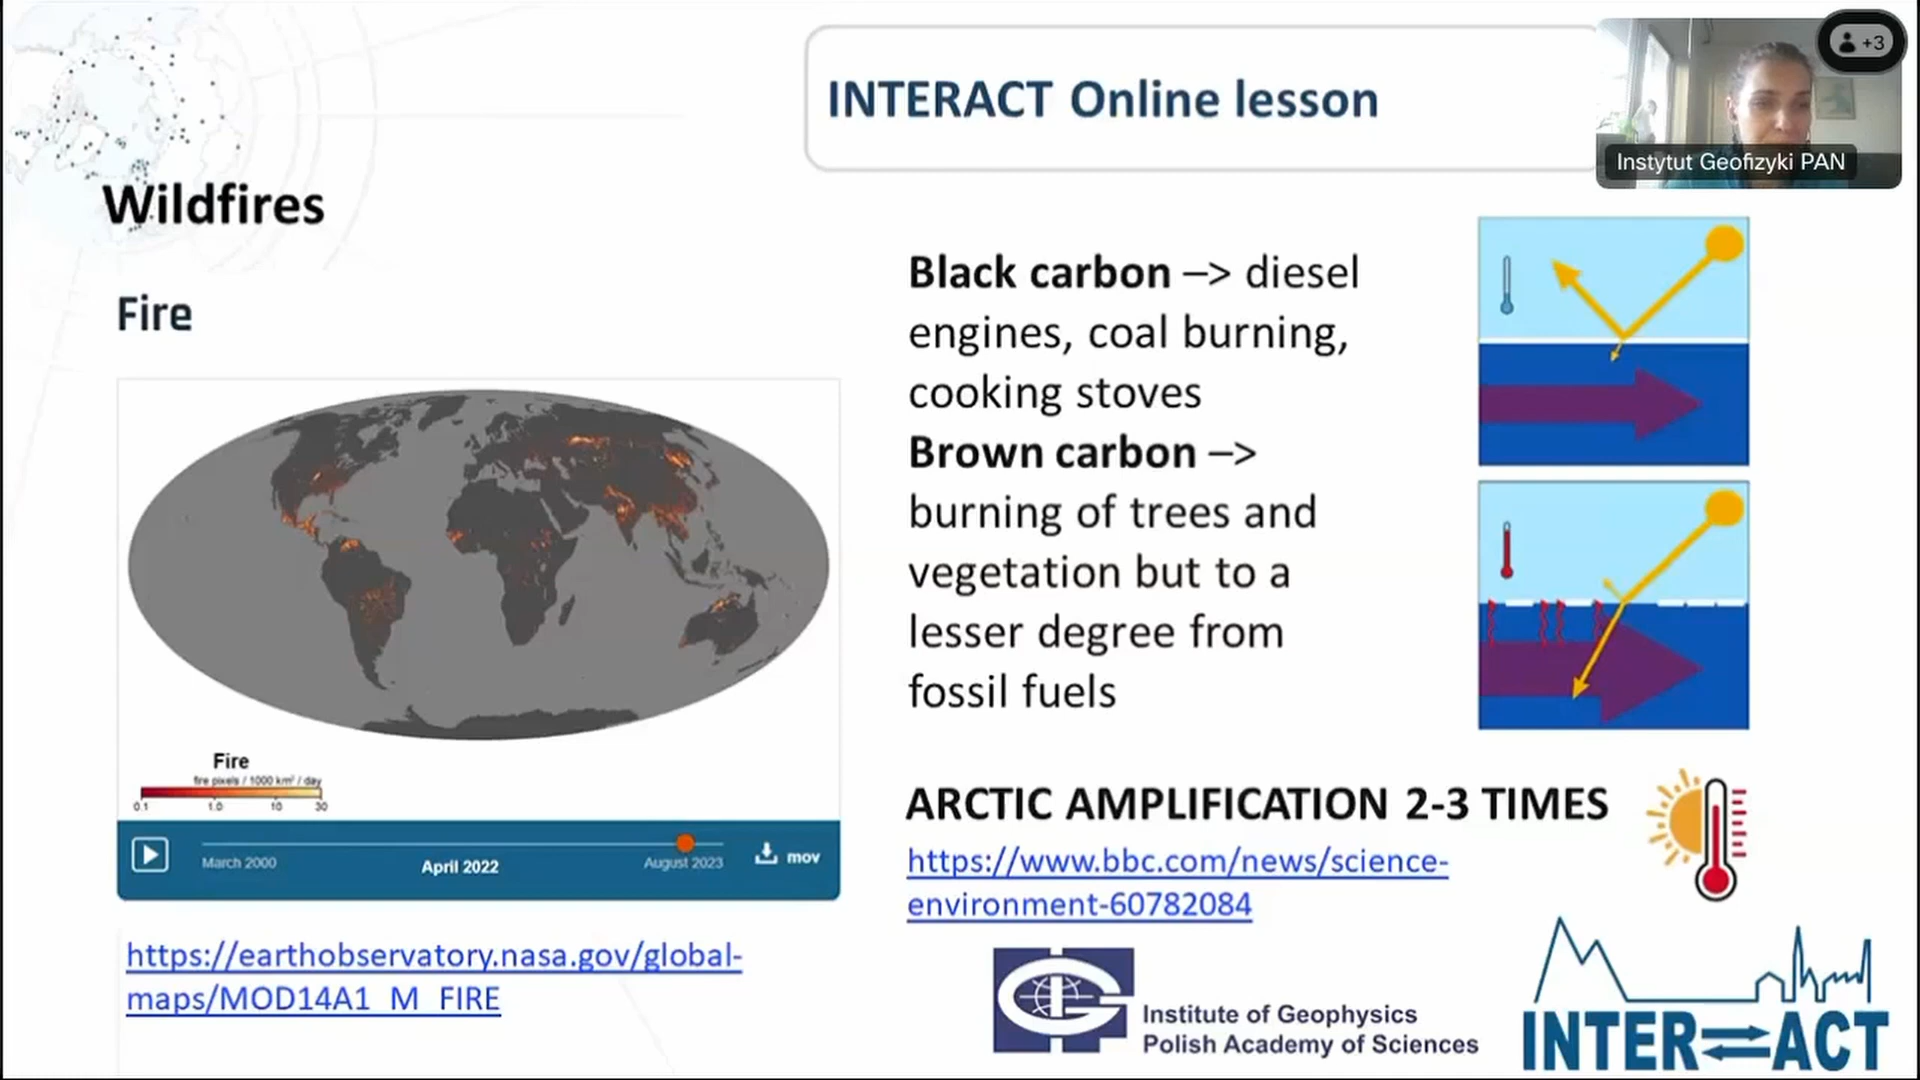 INTERACT Online lesson
+3
Instytut Geofizyki PAN
Wildfires
Fire
Fire
fire pixels / 1000 km² / day
0.1 1.0 10 30
March 2000
April 2022
August 2023
mov
https://earthobservatory.nasa.gov/global-
maps/MOD14A1_M_FIRE
Black carbon –> diesel
engines, coal burning,
cooking stoves
Brown carbon –>
burning of trees and
vegetation but to a
lesser degree from
fossil fuels
ARCTIC AMPLIFICATION 2-3 TIMES
https://www.bbc.com/news/science-
environment-60782084
Institute of Geophysics
Polish Academy of Sciences
INTERACT